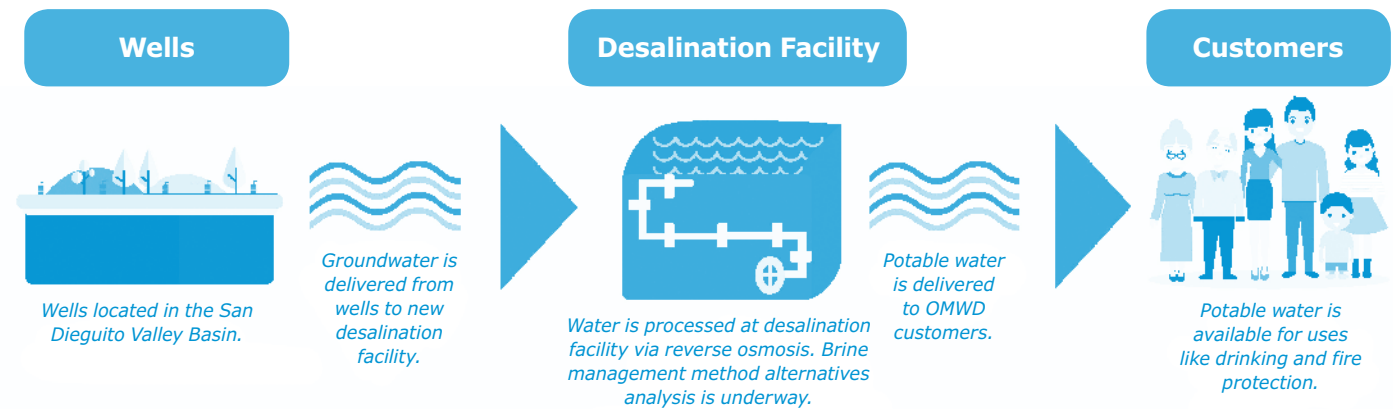 Wells
Desalination Facility
Customers
Wells located in the San
Dieguito Valley Basin.
Groundwater is
delivered from
wells to new
desalination
facility.
Water is processed at desalination
facility via reverse osmosis. Brine
management method alternatives
analysis is underway.
Potable water
is delivered
to OMWD
customers.
Potable water is
available for uses
like drinking and fire
protection.